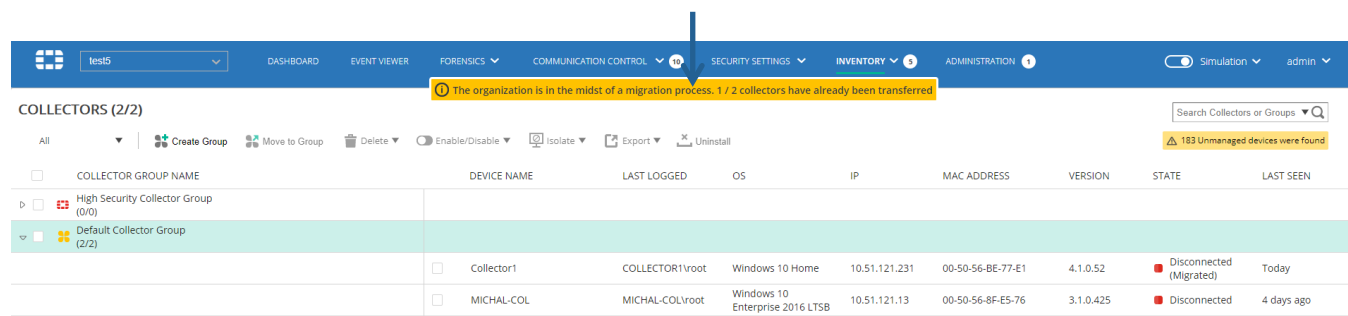 test5 DASHBOARD EVENT VIEWER FORENSICS COMMUNICATION CONTROL 10 SECURITY SETTINGS INVENTORY 5 ADMINISTRATION 1 Simulation admin
The organization is in the midst of a migration process. 1 / 2 collectors have already been transferred
COLLECTORS (2/2)
Search Collectors or Groups
All Create Group Move to Group Delete Enable/Disable Isolate Export Uninstall
183 Unmanaged devices were found
COLLECTOR GROUP NAME DEVICE NAME LAST LOGGED OS IP MAC ADDRESS VERSION STATE LAST SEEN
High Security Collector Group
(0/0)
Default Collector Group
(2/2)
Collector1 COLLECTOR1\root Windows 10 Home 10.51.121.231 00-50-56-BE-77-E1 4.1.0.52 Disconnected
(Migrated) Today
MICHAL-COL MICHAL-COL\root Windows 10
Enterprise 2016 LTSB 10.51.121.13 00-50-56-8F-E5-76 3.1.0.425 Disconnected 4 days ago